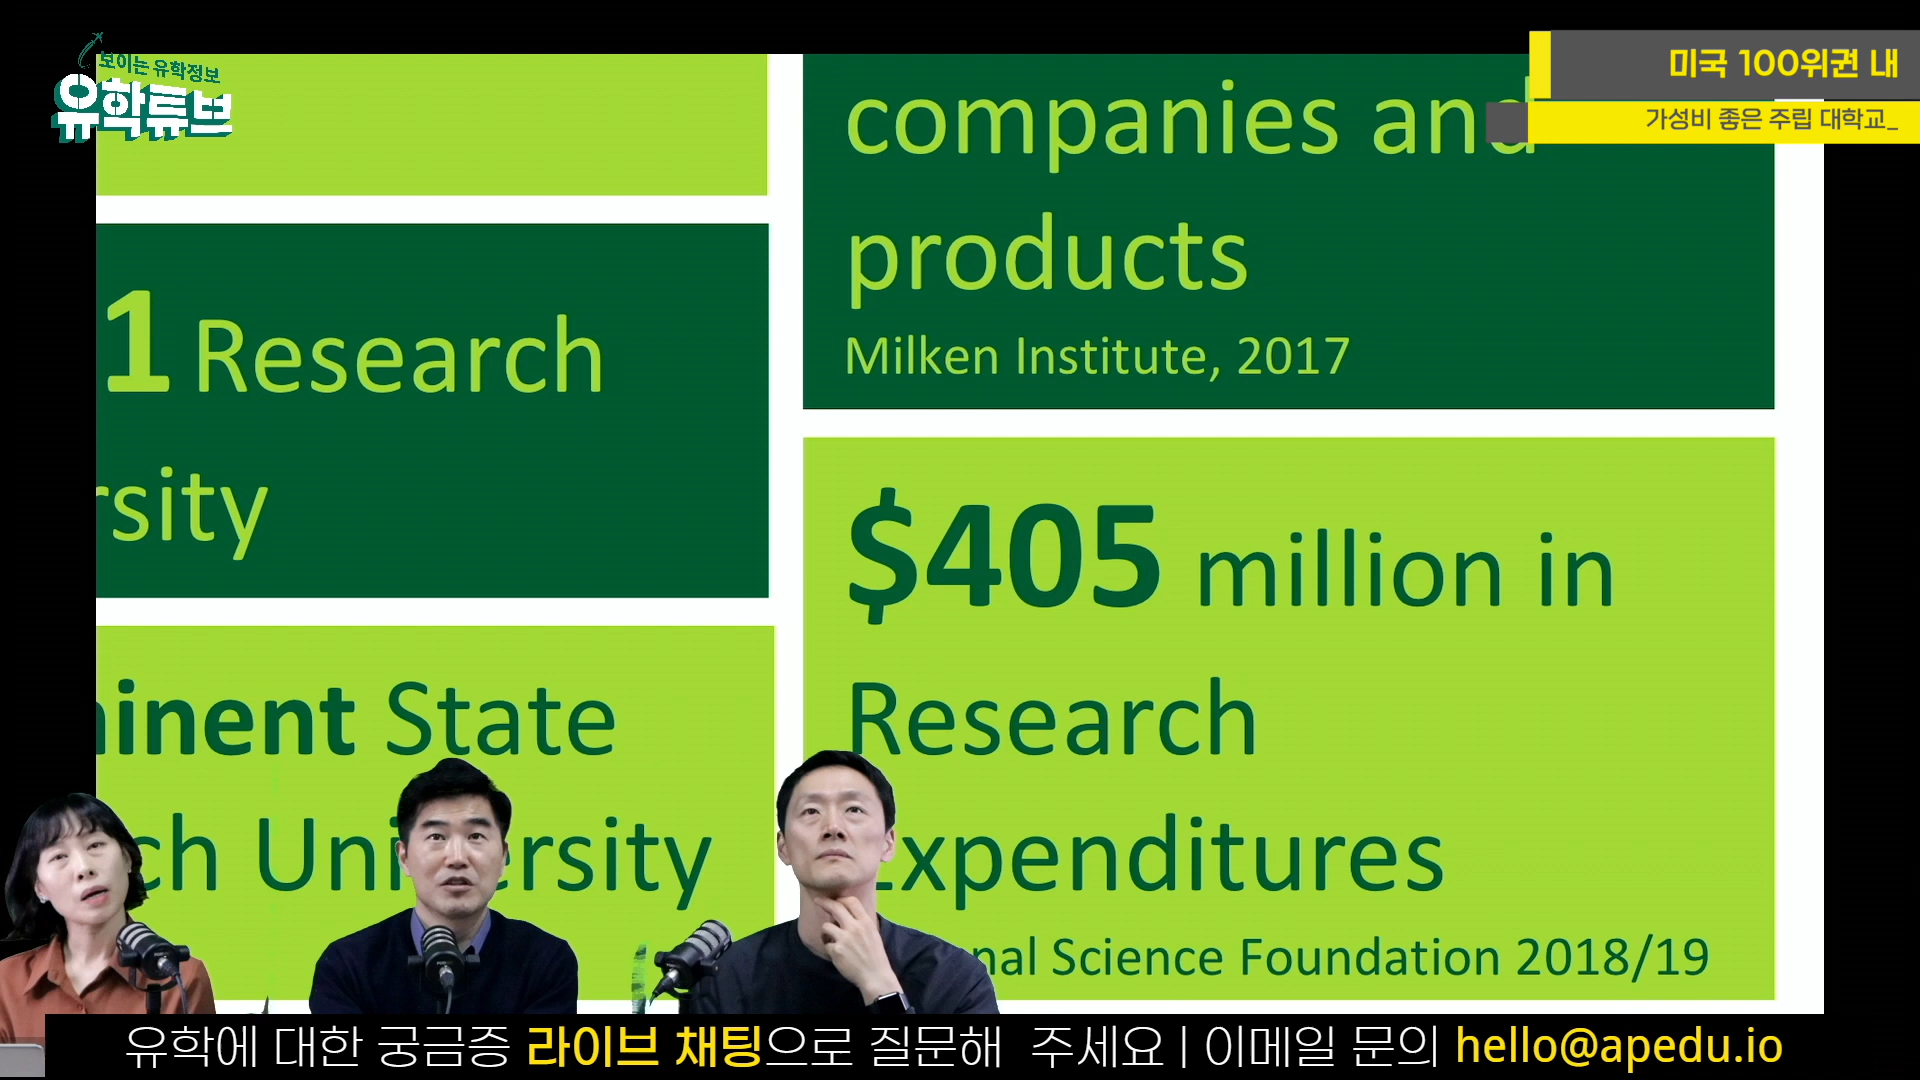 보이는 유학정보
유학튜브
미국 100위권 내
가성비 좋은 주립 대학교_
companies and
products
Milken Institute, 2017
1 Research
rsity
$405 million in
Research
Expenditures
nal Science Foundation 2018/19
inent State
ch University
유학에 대한 궁금증 라이브 채팅으로 질문해 주세요 | 이메일 문의 hello@apedu.io